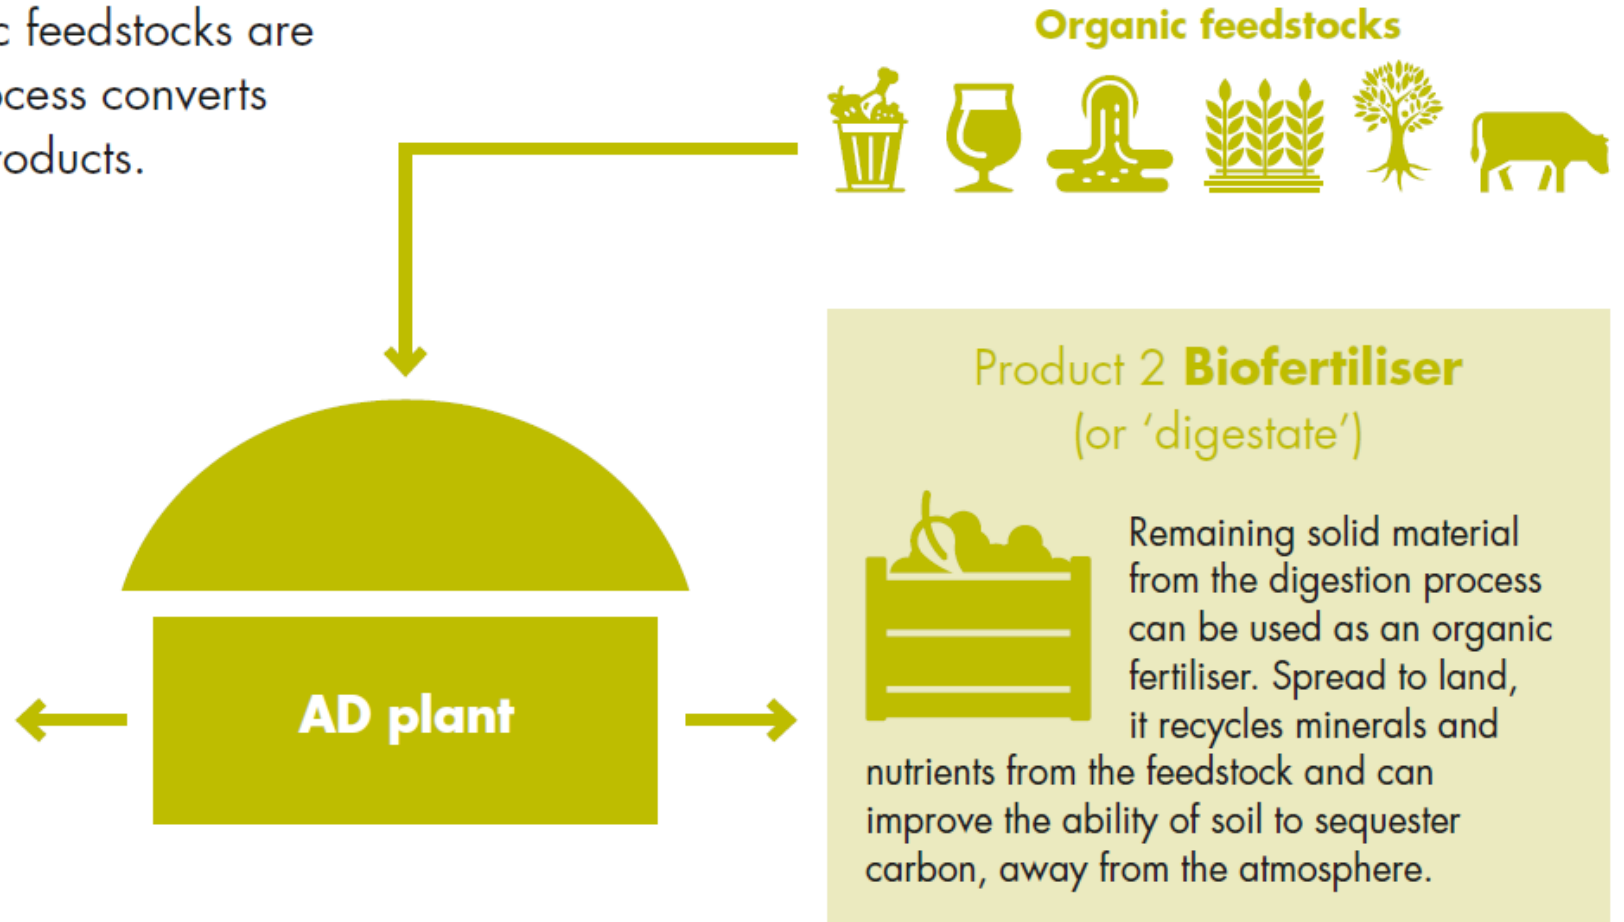 c feedstocks are
ocess converts
roducts.
Organic feedstocks
AD plant
Product 2 Biofertiliser
(or ‘digestate’)
Remaining solid material
from the digestion process
can be used as an organic
fertiliser. Spread to land,
it recycles minerals and
nutrients from the feedstock and can
improve the ability of soil to sequester
carbon, away from the atmosphere.